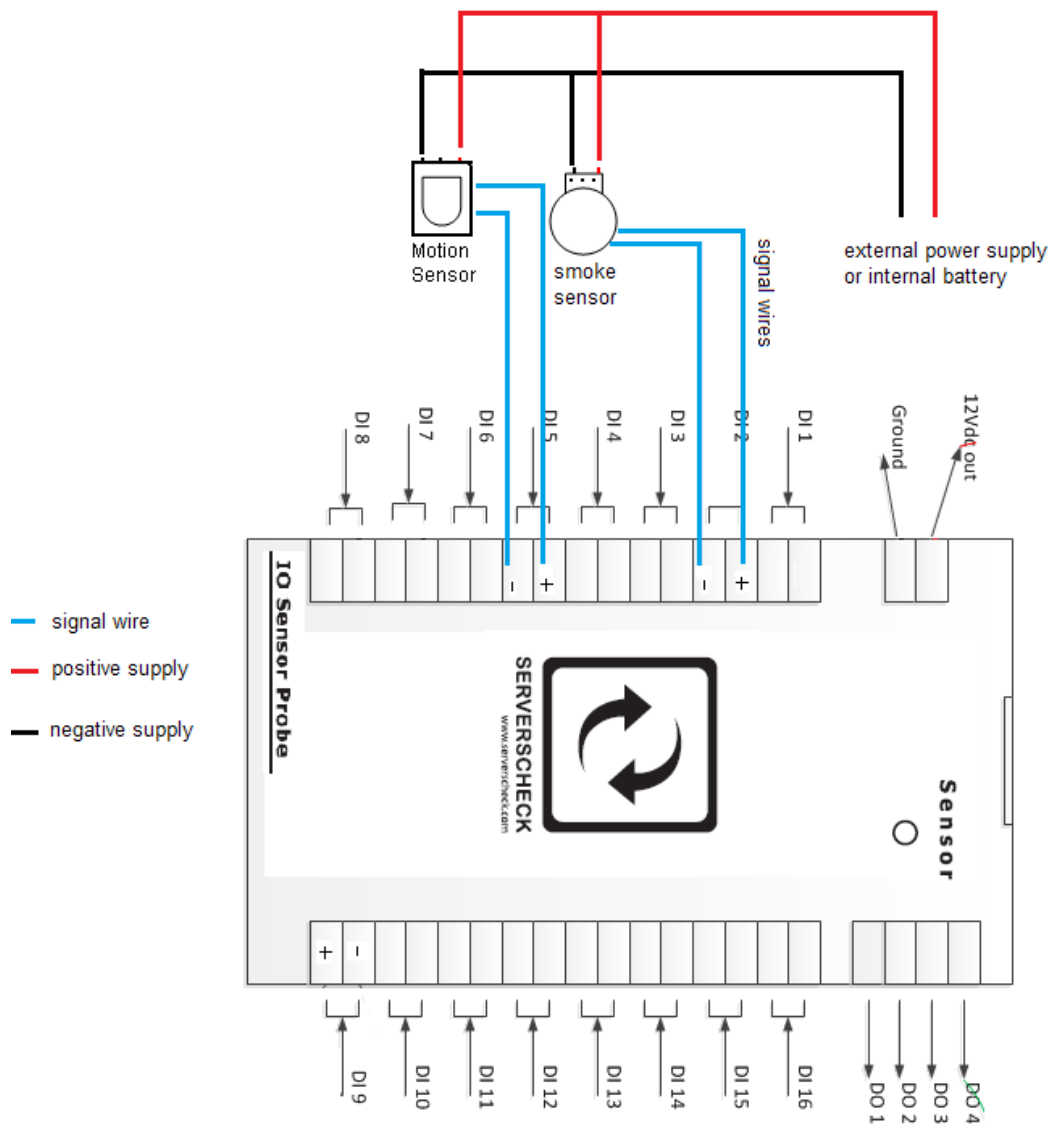 Motion
Sensor
smoke
sensor
signal wires
external power supply
or internal battery
DI 8
DI 7
DI 6
DI 5
DI 4
DI 3
DI 2
DI 1
Ground
12Vdc out
- +
- +
IO Sensor Probe
signal wire
positive supply
negative supply
SERVERSCHECK
www.serverscheck.com
Sensor
+ -
DI 9
DI 10
DI 11
DI 12
DI 13
DI 14
DI 15
DI 16
DO 1
DO 2
DO 3
DO 4